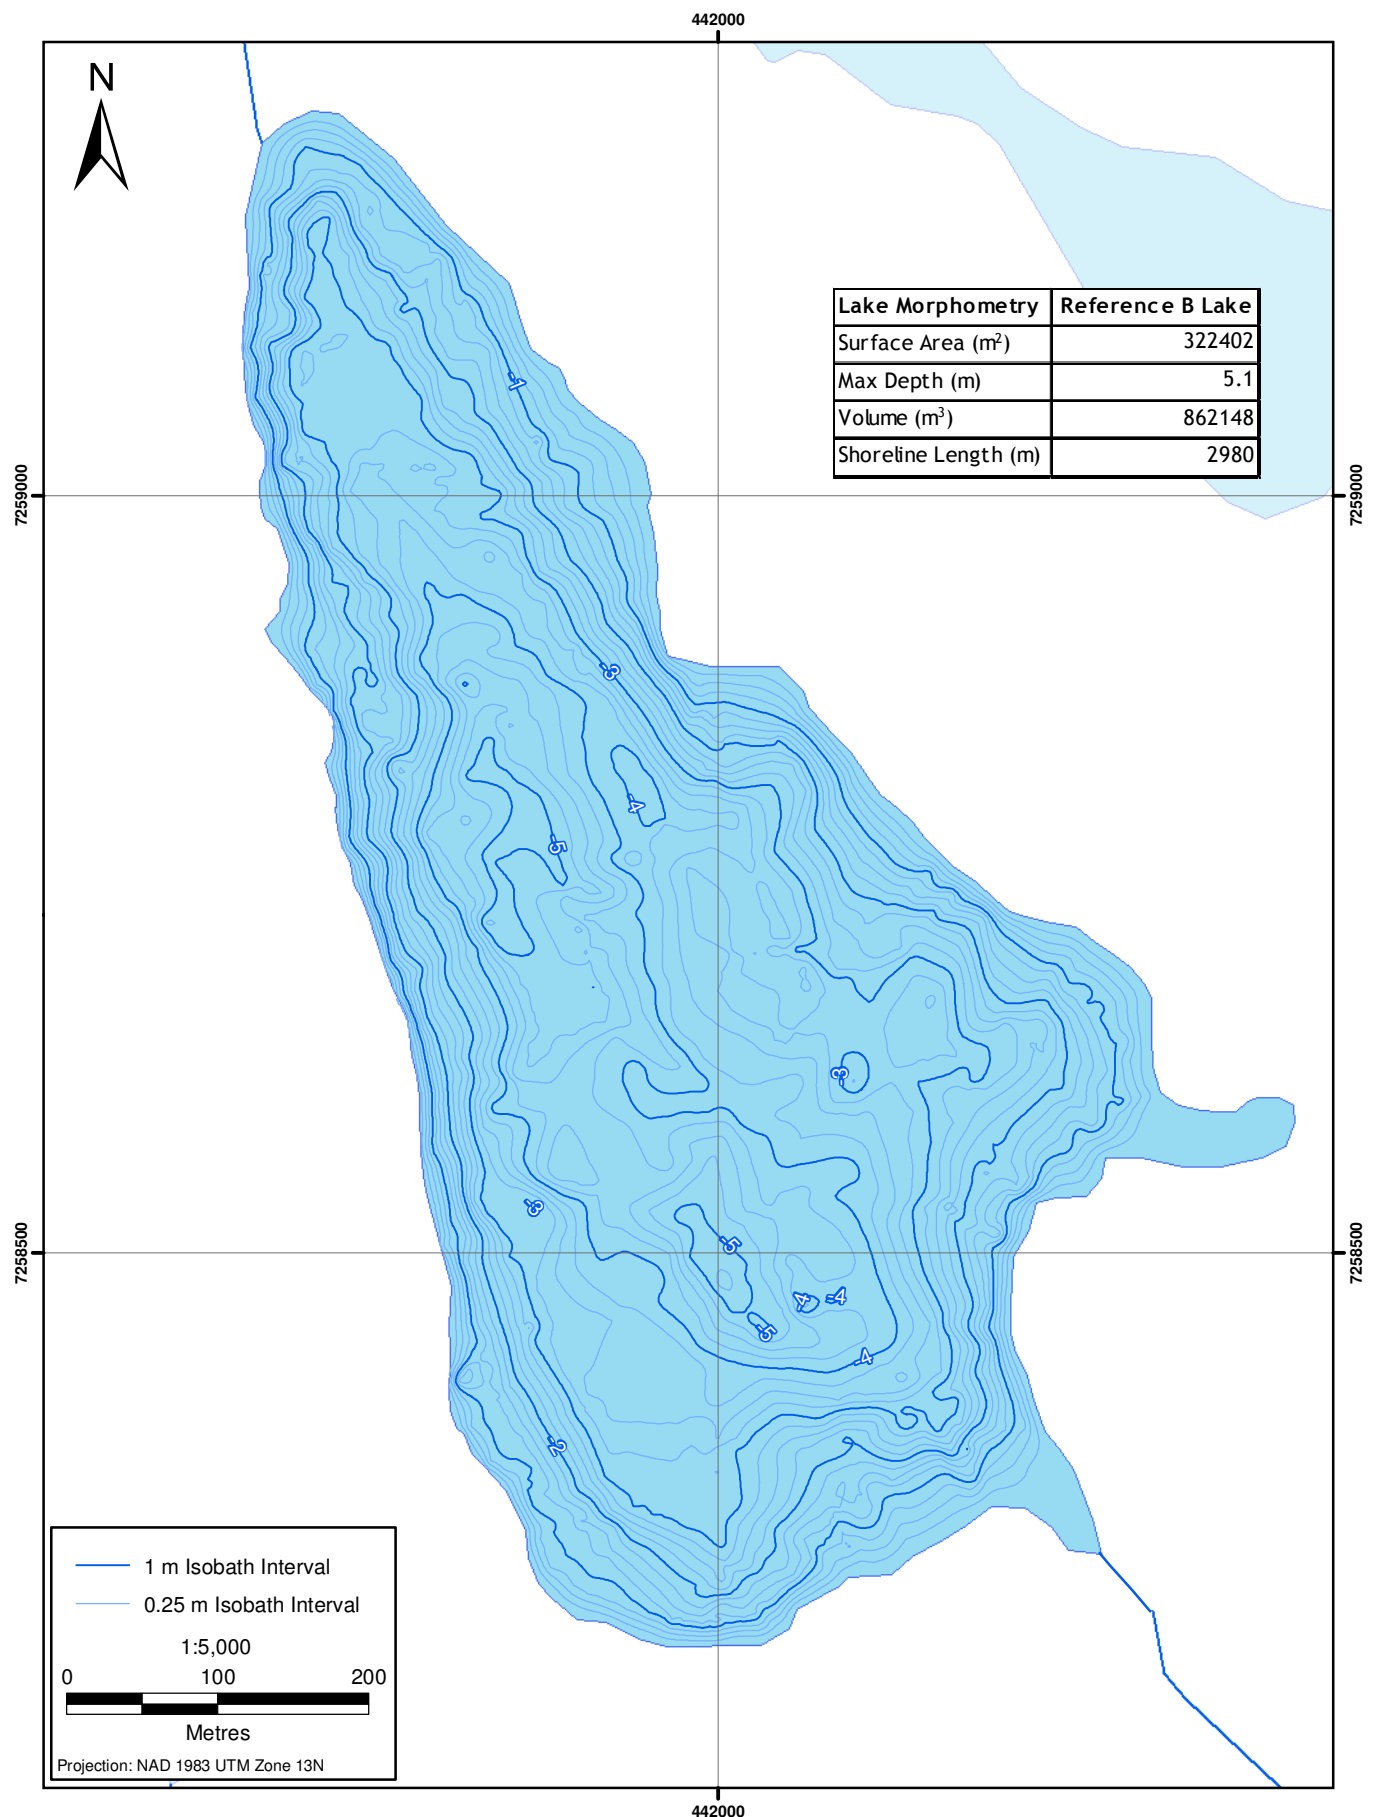 442000
N
Lake Morphometry Reference B Lake
Surface Area (m²) 322402
Max Depth (m) 5.1
Volume (m³) 862148
Shoreline Length (m) 2980
-1
7259000
7259000
-3
-4
-5
-3
-3
-5
7258500
7258500
-4
-4
-5
-4
-2
1 m Isobath Interval
0.25 m Isobath Interval
1:5,000
0 100 200
Metres
Projection: NAD 1983 UTM Zone 13N
442000